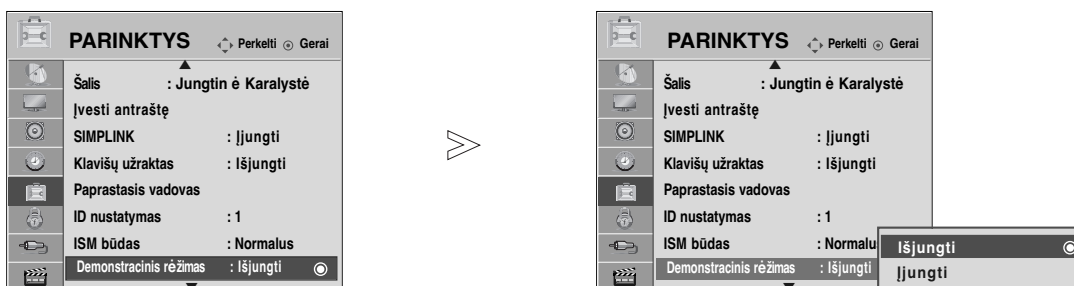 PARINKTYS Perkelti Gerai
Šalis : Jungtin ė Karalystė
Įvesti antraštę
SIMPLINK : Įjungti
Klavišų užraktas : Išjungti
Paprastasis vadovas
ID nustatymas : 1
ISM būdas : Normalus
Demonstracinis rėžimas : Išjungti
PARINKTYS Perkelti Gerai
Šalis : Jungtin ė Karalystė
Įvesti antraštę
SIMPLINK : Įjungti
Klavišų užraktas : Išjungti
Paprastasis vadovas
ID nustatymas : 1
ISM būdas : Normalu
Demonstracinis rėžimas : Išjungti
Išjungti
Įjungti